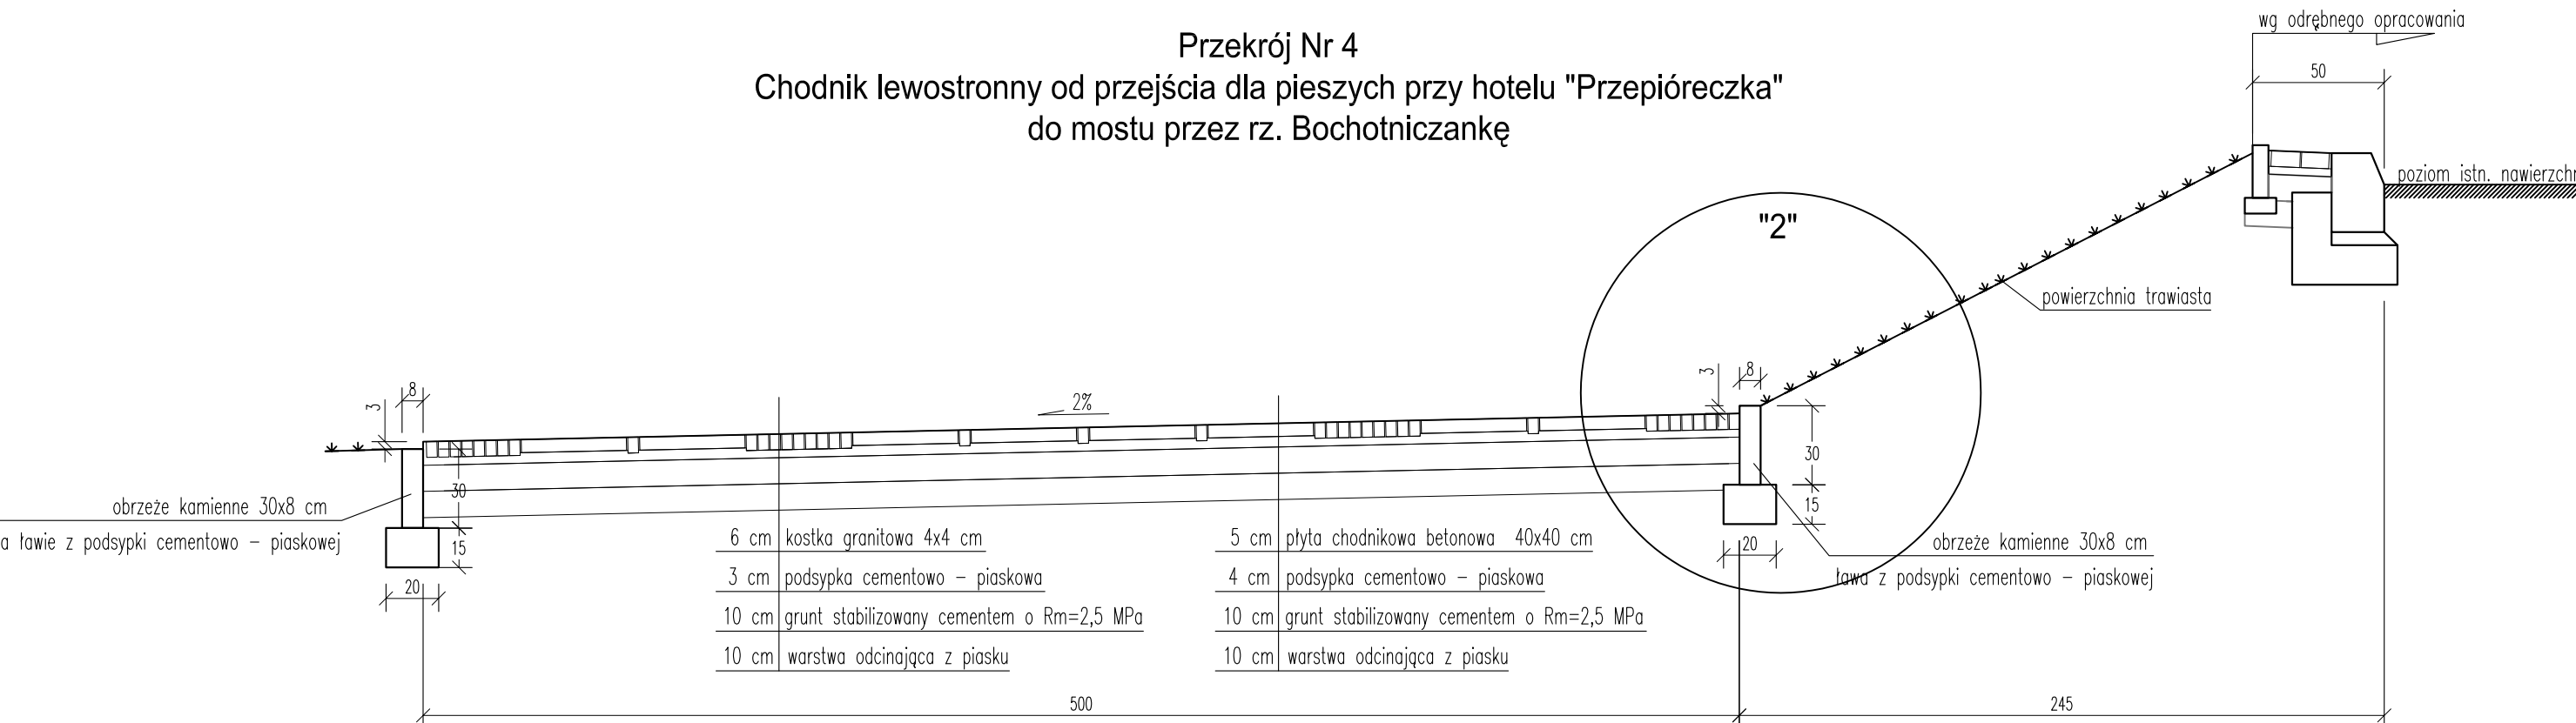 Przekrój Nr 4
Chodnik lewostronny od przejścia dla pieszych przy hotelu "Przepióreczka"
do mostu przez rz. Bochotniczankę
wg odrębnego opracowania
50
poziom istn. nawierzchn
"2"
powierzchnia trawiasta
3
8
2%
3
8
30
15
20
30
15
20
obrzeże kamienne 30x8 cm
a ławie z podsypki cementowo – piaskowej
6 cm kostka granitowa 4x4 cm
3 cm podsypka cementowo – piaskowa
10 cm grunt stabilizowany cementem o Rm=2,5 MPa
10 cm warstwa odcinająca z piasku
5 cm płyta chodnikowa betonowa 40x40 cm
4 cm podsypka cementowo – piaskowa
10 cm grunt stabilizowany cementem o Rm=2,5 MPa
10 cm warstwa odcinająca z piasku
obrzeże kamienne 30x8 cm
ława z podsypki cementowo – piaskowej
500
245